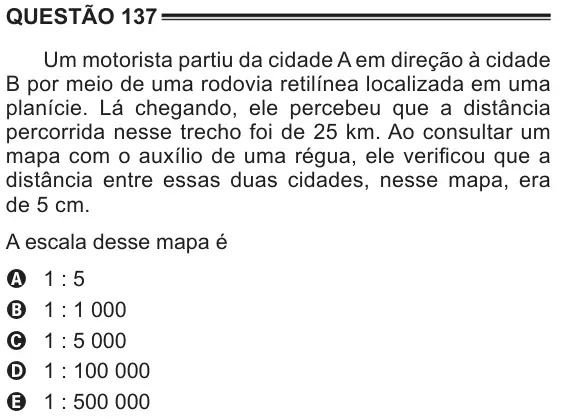 QUESTÃO 137
Um motorista partiu da cidade A em direção à cidade
B por meio de uma rodovia retilínea localizada em uma
planície. Lá chegando, ele percebeu que a distância
percorrida nesse trecho foi de 25 km. Ao consultar um
mapa com o auxílio de uma régua, ele verificou que a
distância entre essas duas cidades, nesse mapa, era
de 5 cm.
A escala desse mapa é
A 1 : 5
B 1 : 1 000
C 1 : 5 000
D 1 : 100 000
E 1 : 500 000